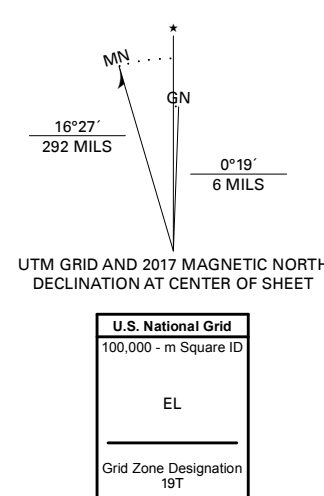 ★
MN
GN
16°27´
292 MILS
0°19´
6 MILS
UTM GRID AND 2017 MAGNETIC NORTH
DECLINATION AT CENTER OF SHEET
U.S. National Grid
100,000 - m Square ID
EL
Grid Zone Designation
19T